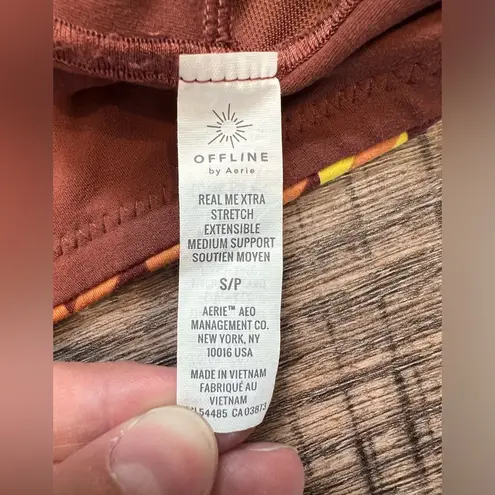 OFFLINE
by Aerie
REAL ME XTRA
STRETCH
EXTENSIBLE
MEDIUM SUPPORT
SOUTIEN MOYEN
S/P
AERIE™ AEO
MANAGEMENT CO.
NEW YORK, NY
10016 USA
MADE IN VIETNAM
FABRIQUÉ AU
VIETNAM
54485 CA 03873